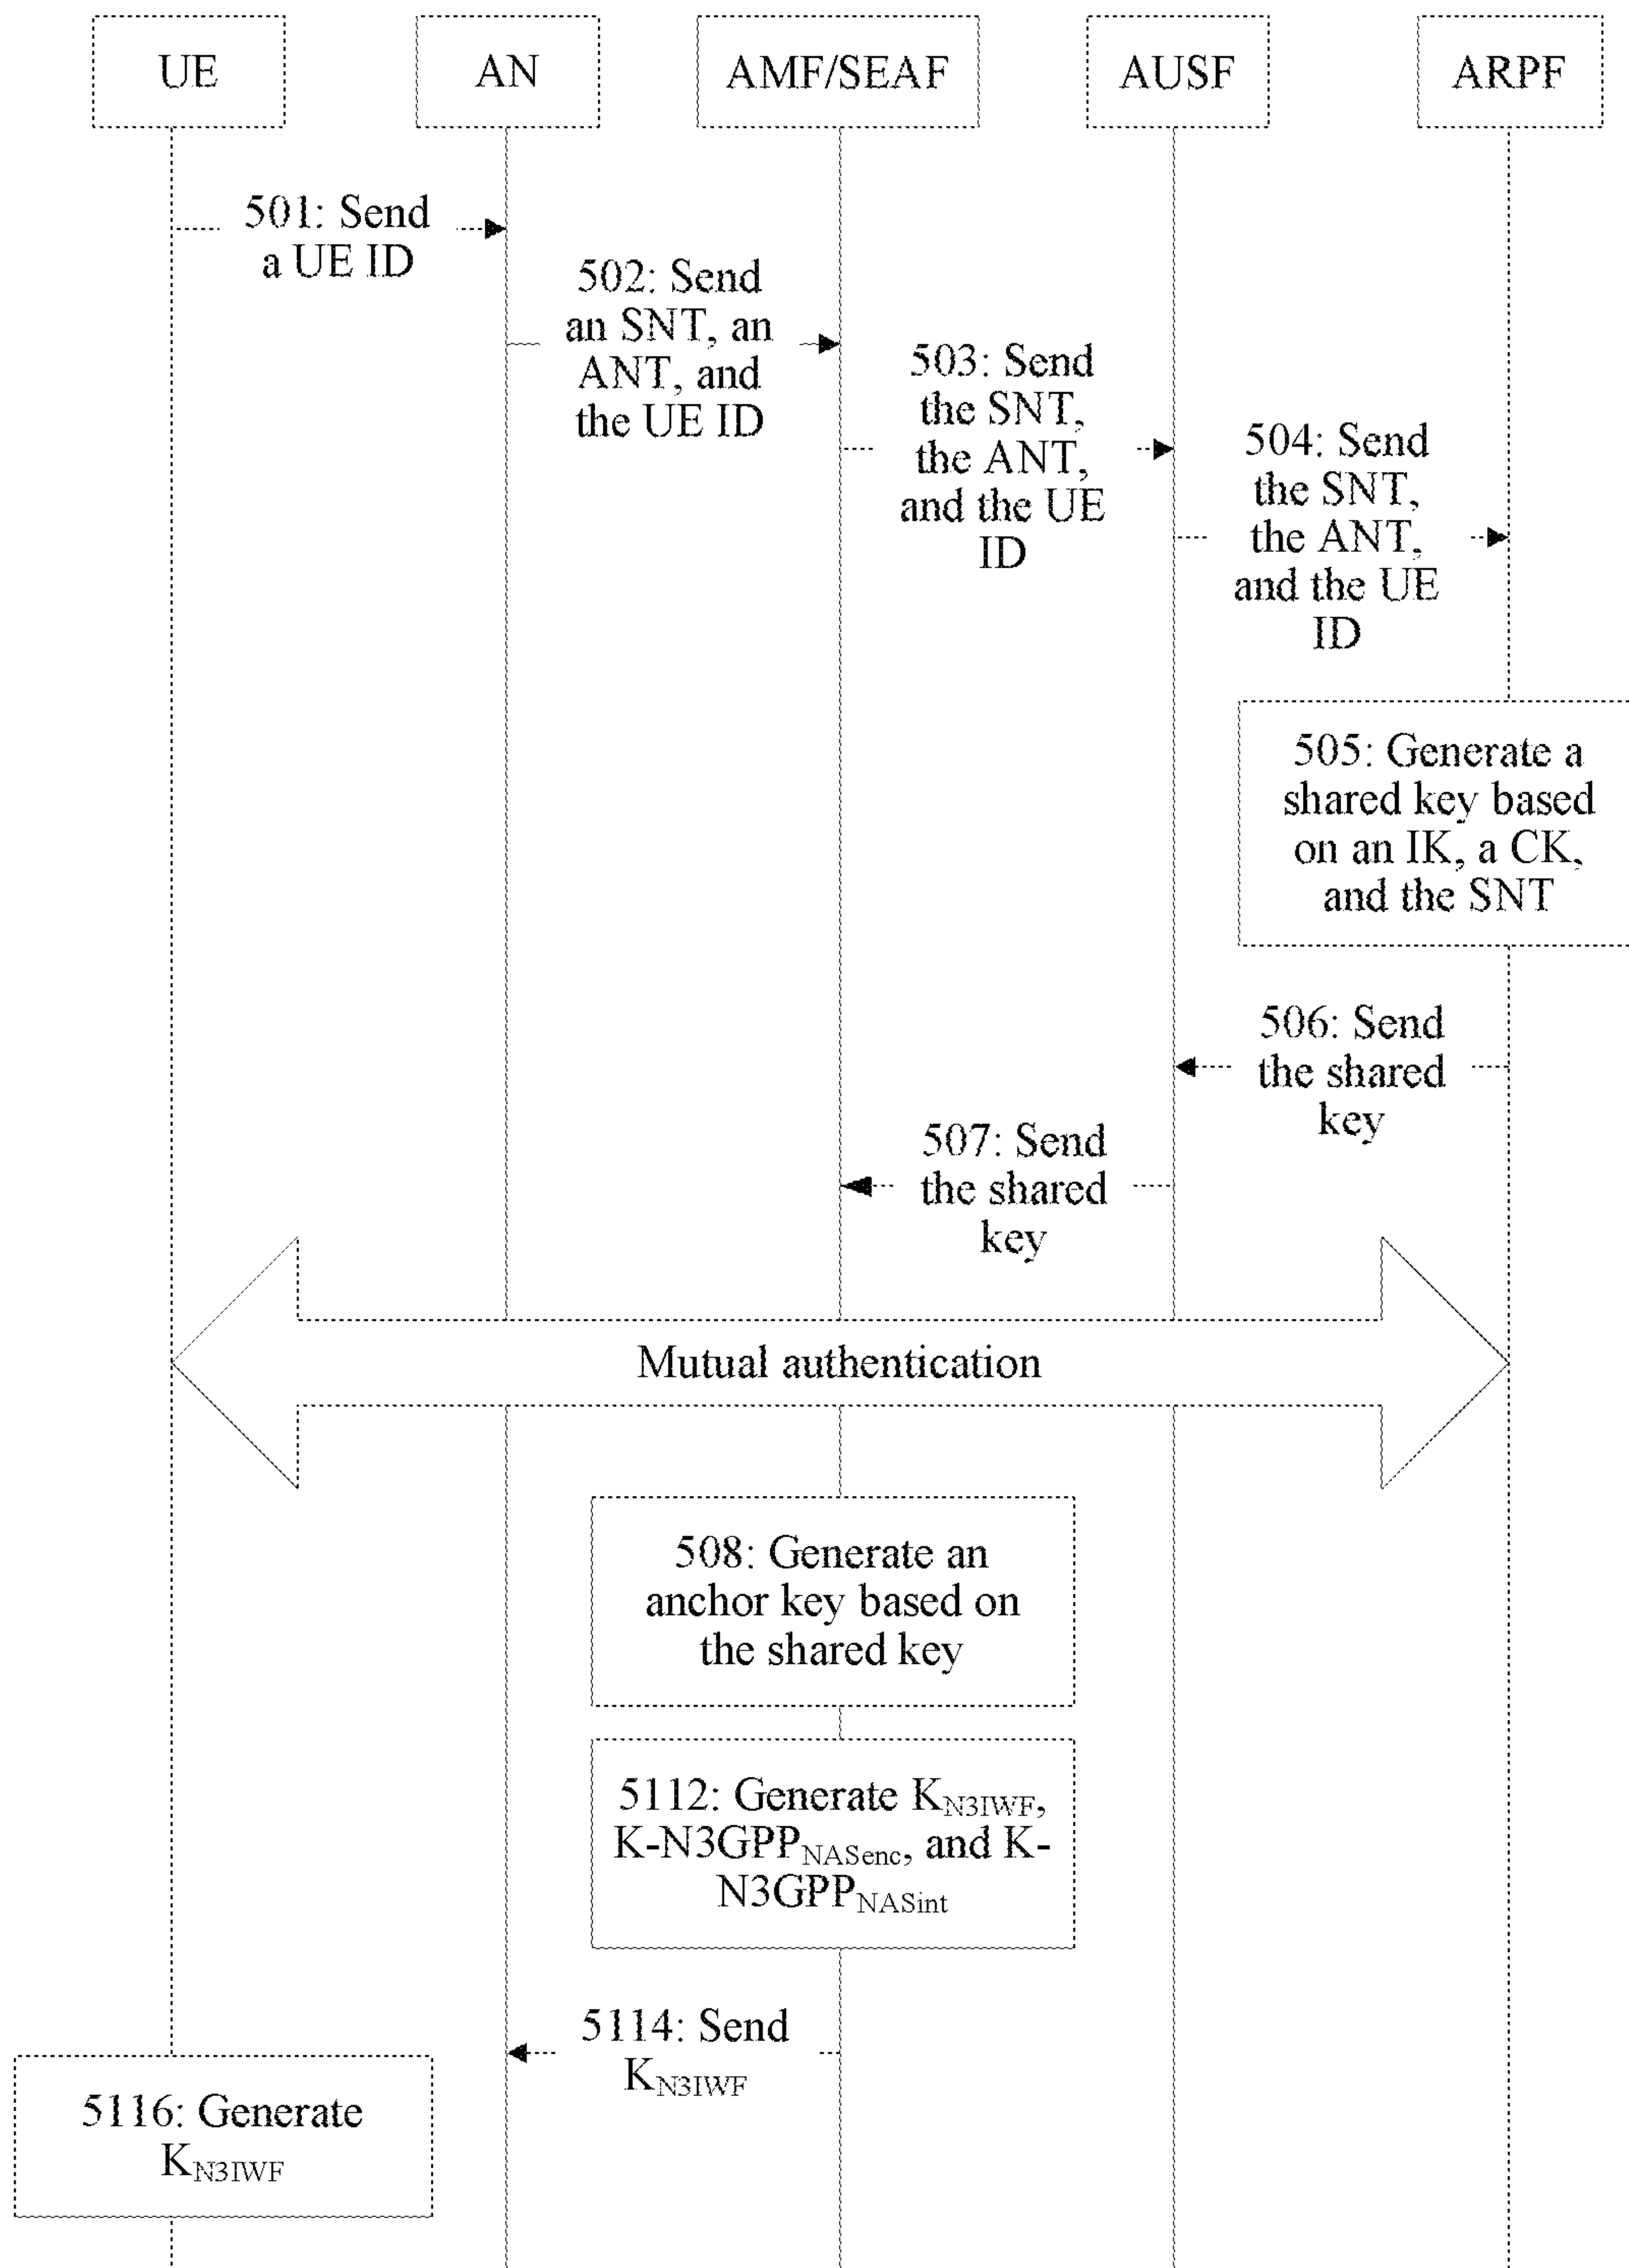 UE
AN
AMF/SEAF
AUSF
ARPF
501: Send
a UE ID
502: Send
an SNT, an
ANT, and
the UE ID
503: Send
the SNT,
the ANT,
and the UE
ID
504: Send
the SNT,
the ANT,
and the UE
ID
505: Generate a
shared key based
on an IK, a CK,
and the SNT
506: Send
the shared
key
507: Send
the shared
key
Mutual authentication
508: Generate an
anchor key based on
the shared key
5112: Generate KN3IWF,
K-N3GPPNASenc, and K-
N3GPPNASint
5114: Send
KN3IWF
5116: Generate
KN3IWF